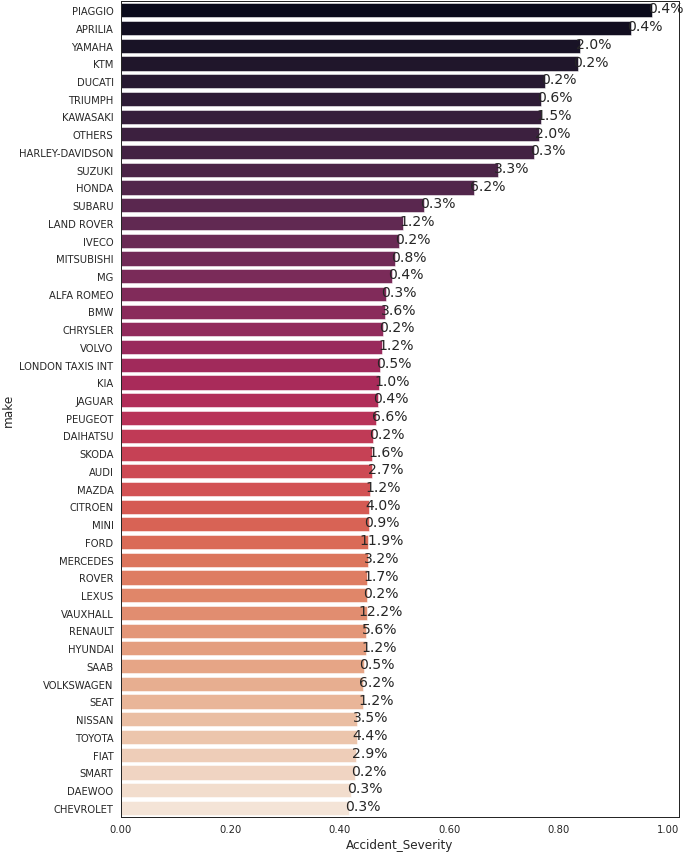 PIAGGIO 0.4%
APRILIA 0.4%
YAMAHA 2.0%
KTM 0.2%
DUCATI 0.2%
TRIUMPH 0.6%
KAWASAKI 1.5%
OTHERS 2.0%
HARLEY-DAVIDSON 0.3%
SUZUKI 3.3%
HONDA 5.2%
SUBARU 0.3%
LAND ROVER 1.2%
IVECO 0.2%
MITSUBISHI 0.8%
MG 0.4%
ALFA ROMEO 0.3%
BMW 3.6%
CHRYSLER 0.2%
VOLVO 1.2%
LONDON TAXIS INT 0.5%
KIA 1.0%
JAGUAR 0.4%
make
PEUGEOT 6.6%
DAIHATSU 0.2%
SKODA 1.6%
AUDI 2.7%
MAZDA 1.2%
CITROEN 4.0%
MINI 0.9%
FORD 11.9%
MERCEDES 3.2%
ROVER 1.7%
LEXUS 0.2%
VAUXHALL 12.2%
RENAULT 5.6%
HYUNDAI 1.2%
SAAB 0.5%
VOLKSWAGEN 6.2%
SEAT 1.2%
NISSAN 3.5%
TOYOTA 4.4%
FIAT 2.9%
SMART 0.2%
DAEWOO 0.3%
CHEVROLET 0.3%
0.00 0.20 0.40 0.60 0.80 1.00
Accident_Severity